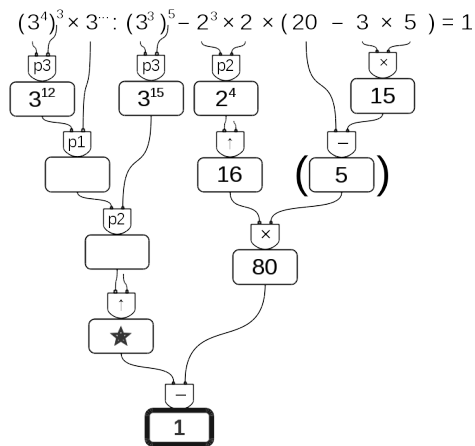 (3⁴)³ × 3··· : (3³)⁵ − 2³ × 2 × (20 − 3 × 5) = 1
p3 p3 p2 ×
3¹² 3¹⁵ 2⁴ 15
p1 ↑ −
16 ( 5 )
p2 ×
80
↑
★
−
1